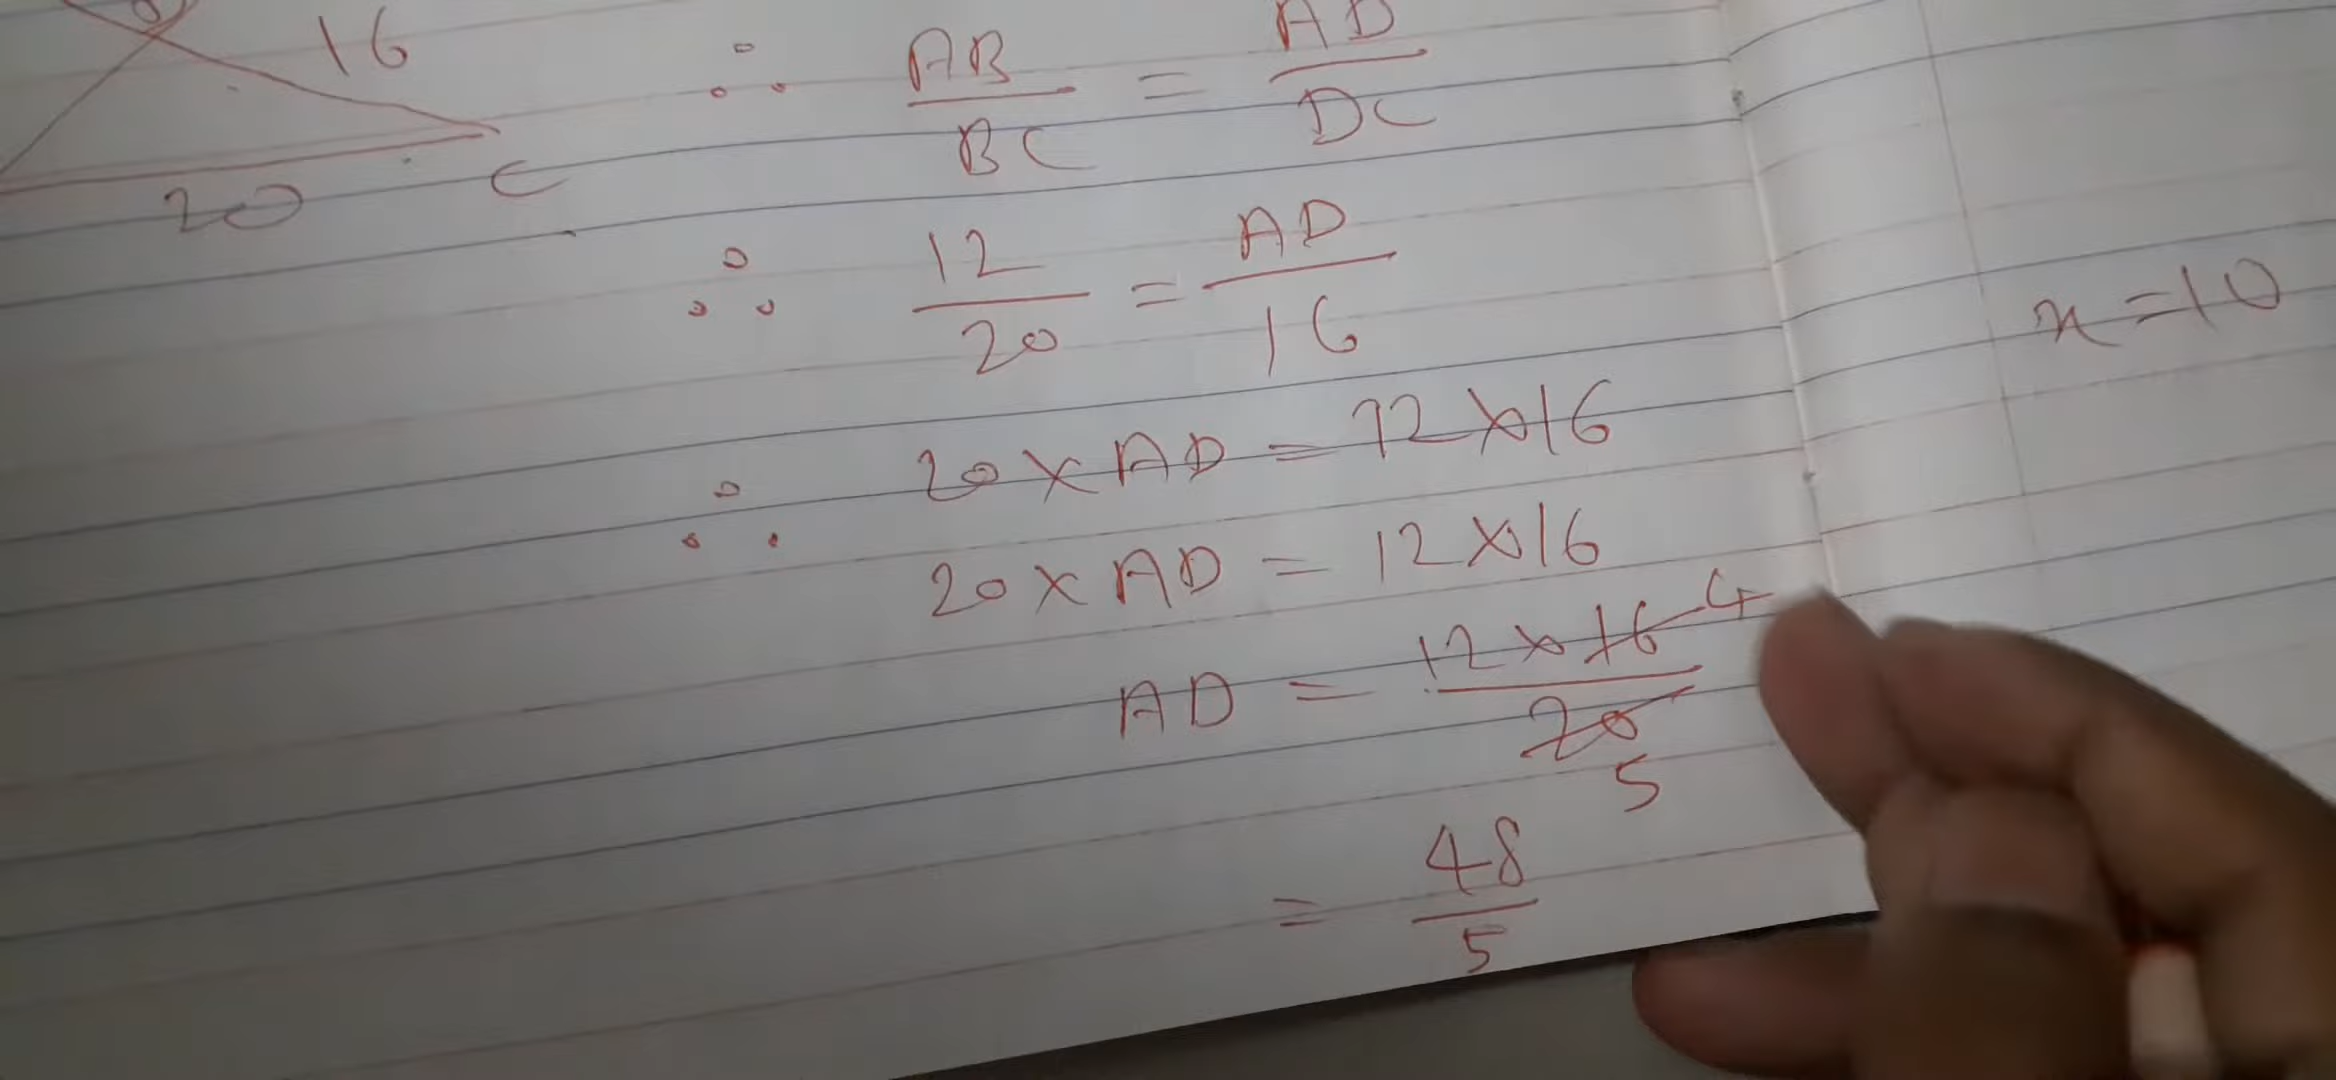 16
20 C
∴ AB/BC = AD/DC
∴ 12/20 = AD/16
x = 10
∴ 20 × AD = 12 × 16
20 × AD = 12 × 16
AD = 12 × 16 4 / 20 5
= 48/5